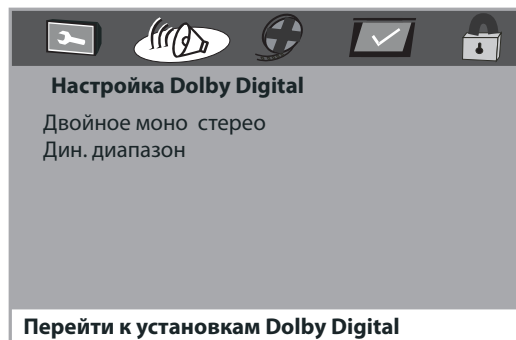 Настройка Dolby Digital
Двойное моно стерео
Дин. диапазон
Перейти к установкам Dolby Digital